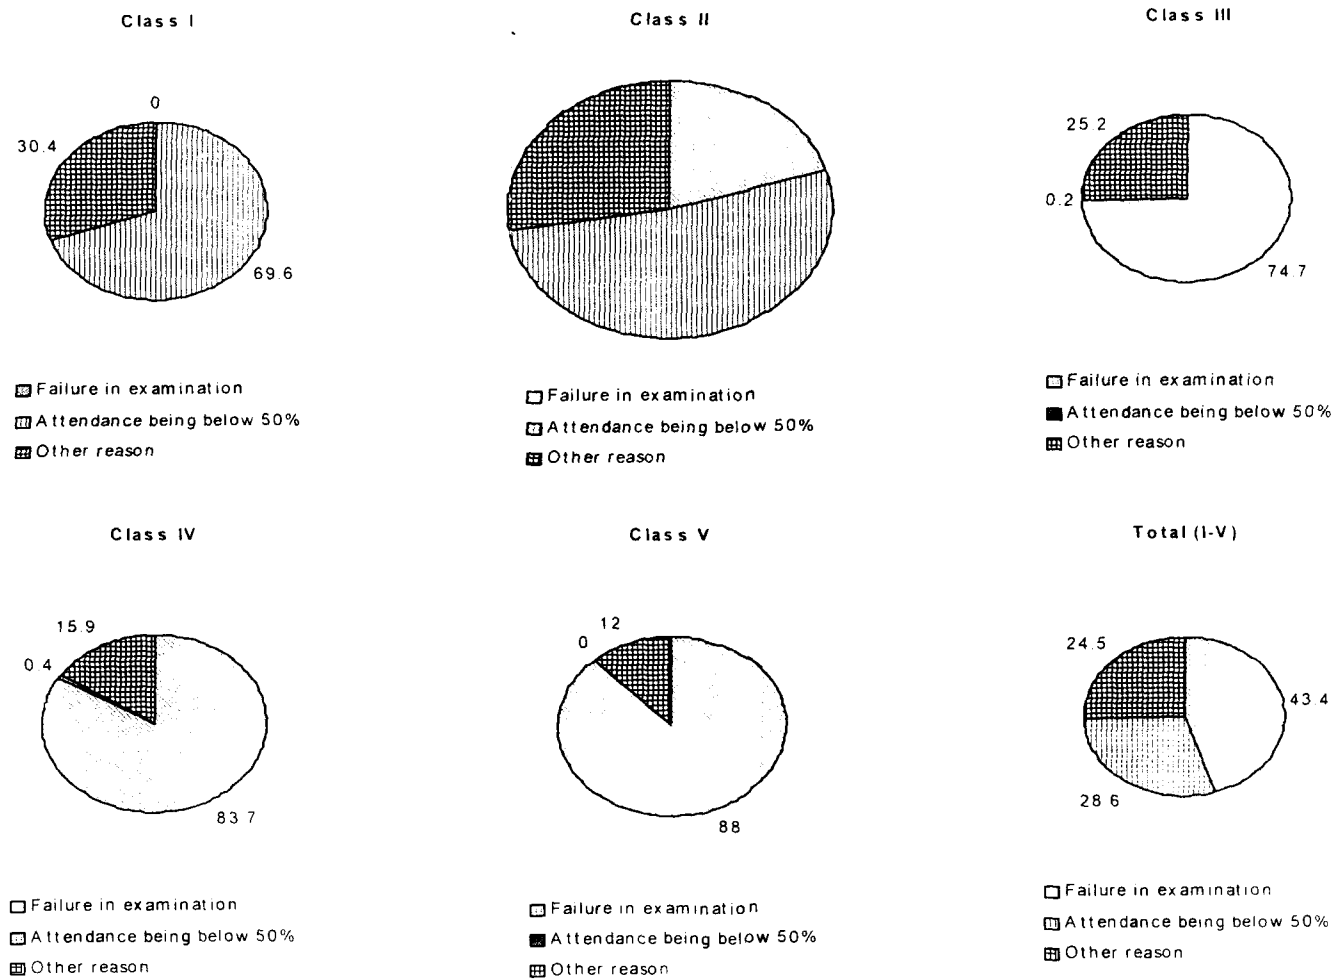 Class I
0
30.4
69.6
Failure in examination
Attendance being below 50%
Other reason
Class II
Failure in examination
Attendance being below 50%
Other reason
Class III
25.2
0.2
74.7
Failure in examination
Attendance being below 50%
Other reason
Class IV
15.9
0.4
83.7
Failure in examination
Attendance being below 50%
Other reason
Class V
12
0
88
Failure in examination
Attendance being below 50%
Other reason
Total (I-V)
24.5
43.4
28.6
Failure in examination
Attendance being below 50%
Other reason